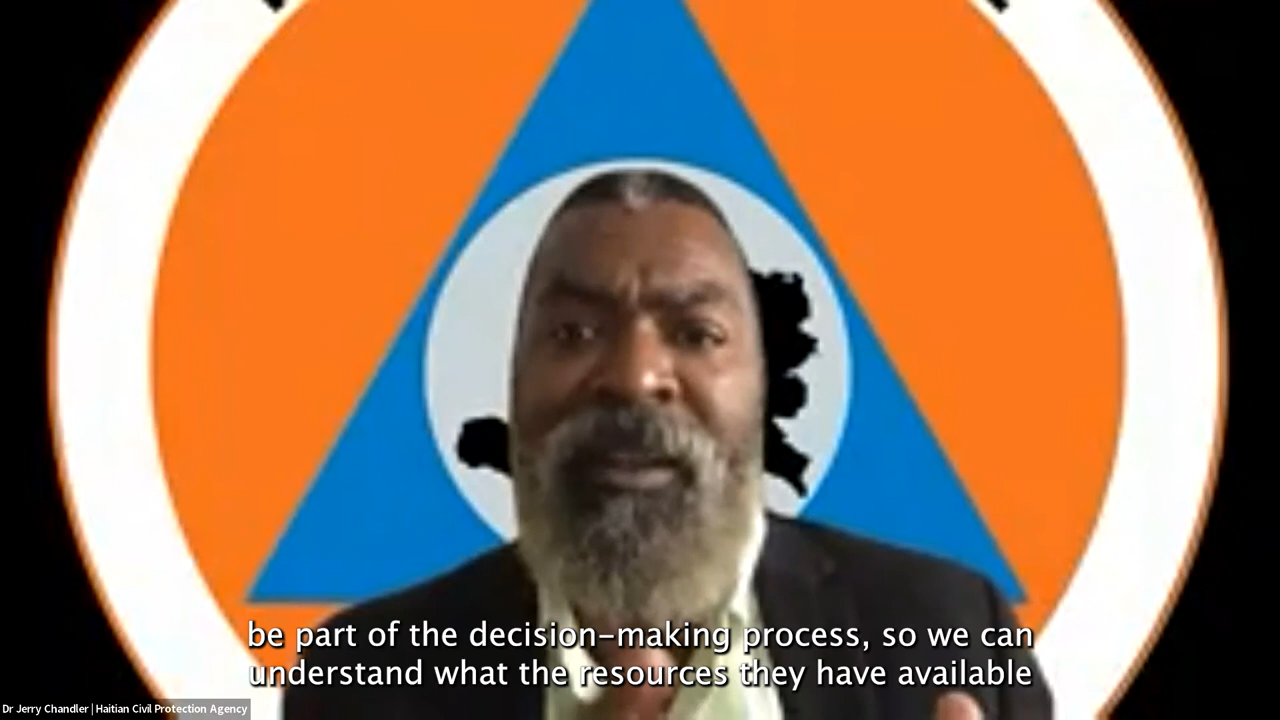 be part of the decision-making process, so we can
understand what the resources they have available
Dr Jerry Chandler | Haitian Civil Protection Agency